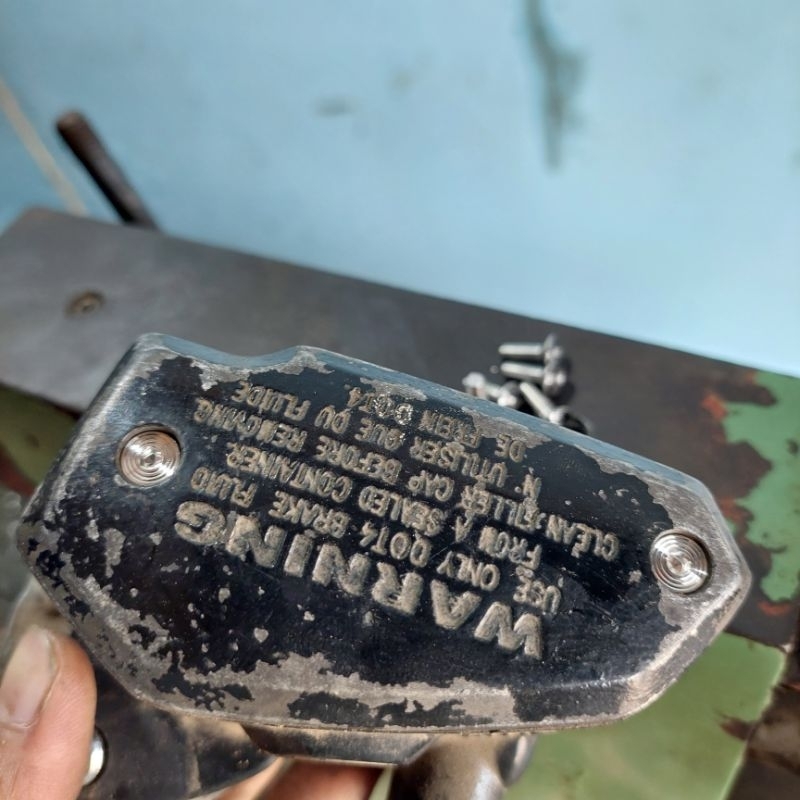 WARNING
USE ONLY DOT4 BRAKE FLUID
FROM A SEALED CONTAINER
CLEAN FILLER CAP BEFORE REMOVING
N' UTILISER QUE DU FLUIDE
DE FREIN DOT4.